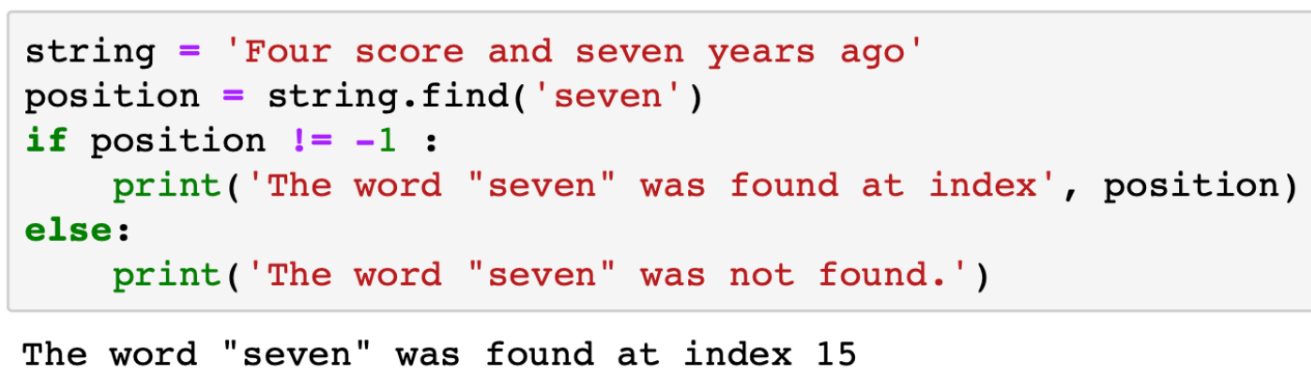 string = 'Four score and seven years ago'
position = string.find('seven')
if position != -1 :
    print('The word "seven" was found at index', position)
else:
    print('The word "seven" was not found.')
The word "seven" was found at index 15